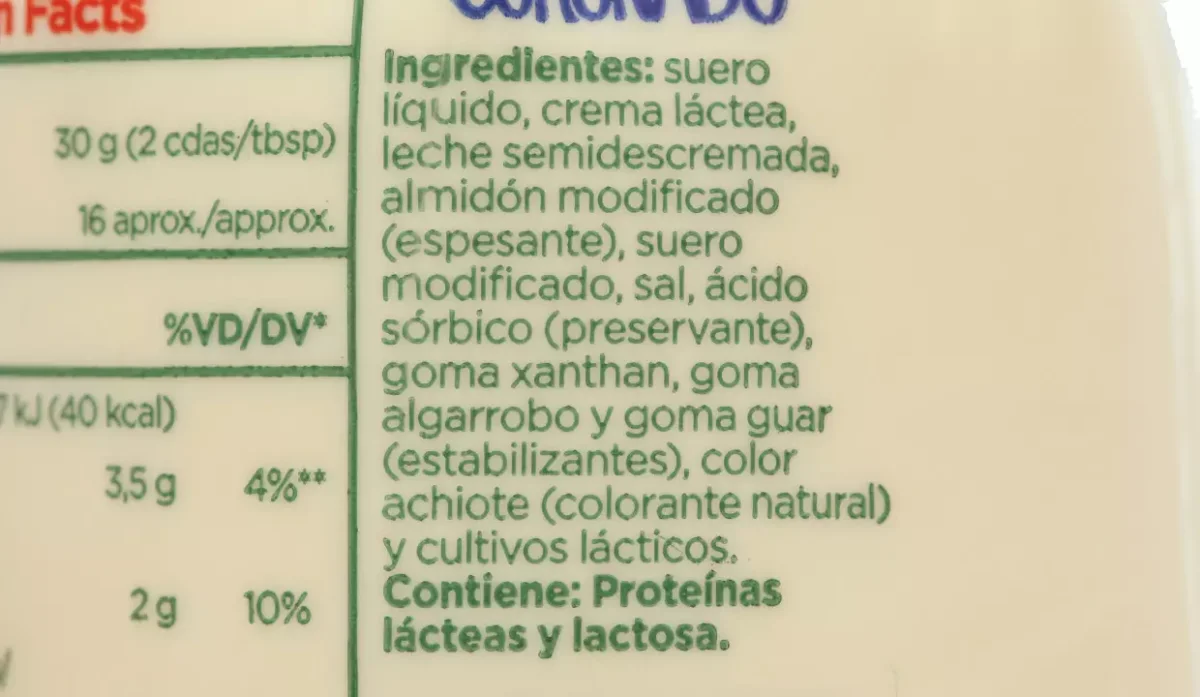 Facts
30 g (2 cdas/tbsp)
16 aprox./approx.
%VD/DV*
kJ (40 kcal)
3,5 g 4%**
2 g 10%
Ingredientes: suero
líquido, crema láctea,
leche semidescremada,
almidón modificado
(espesante), suero
modificado, sal, ácido
sórbico (preservante),
goma xanthan, goma
algarrobo y goma guar
(estabilizantes), color
achiote (colorante natural)
y cultivos lácticos.
Contiene: Proteínas
lácteas y lactosa.